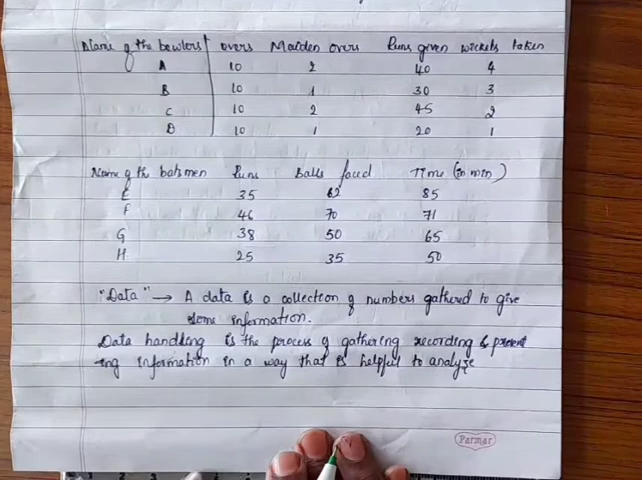 Name of the bowlers overs Maiden overs Runs given wickets taken
A 10 2 40 4
B 10 1 30 3
C 10 2 45 2
D 10 1 20 1
Name of the batsmen Runs Balls faced Time (in min)
E 35 62 85
F 46 70 71
G 38 50 65
H 25 35 50
"Data" → A data is a collection of numbers gathered to give
some information.
Data handling is the process of gathering recording & present
ing information in a way that is helpful to analyze
Parmar